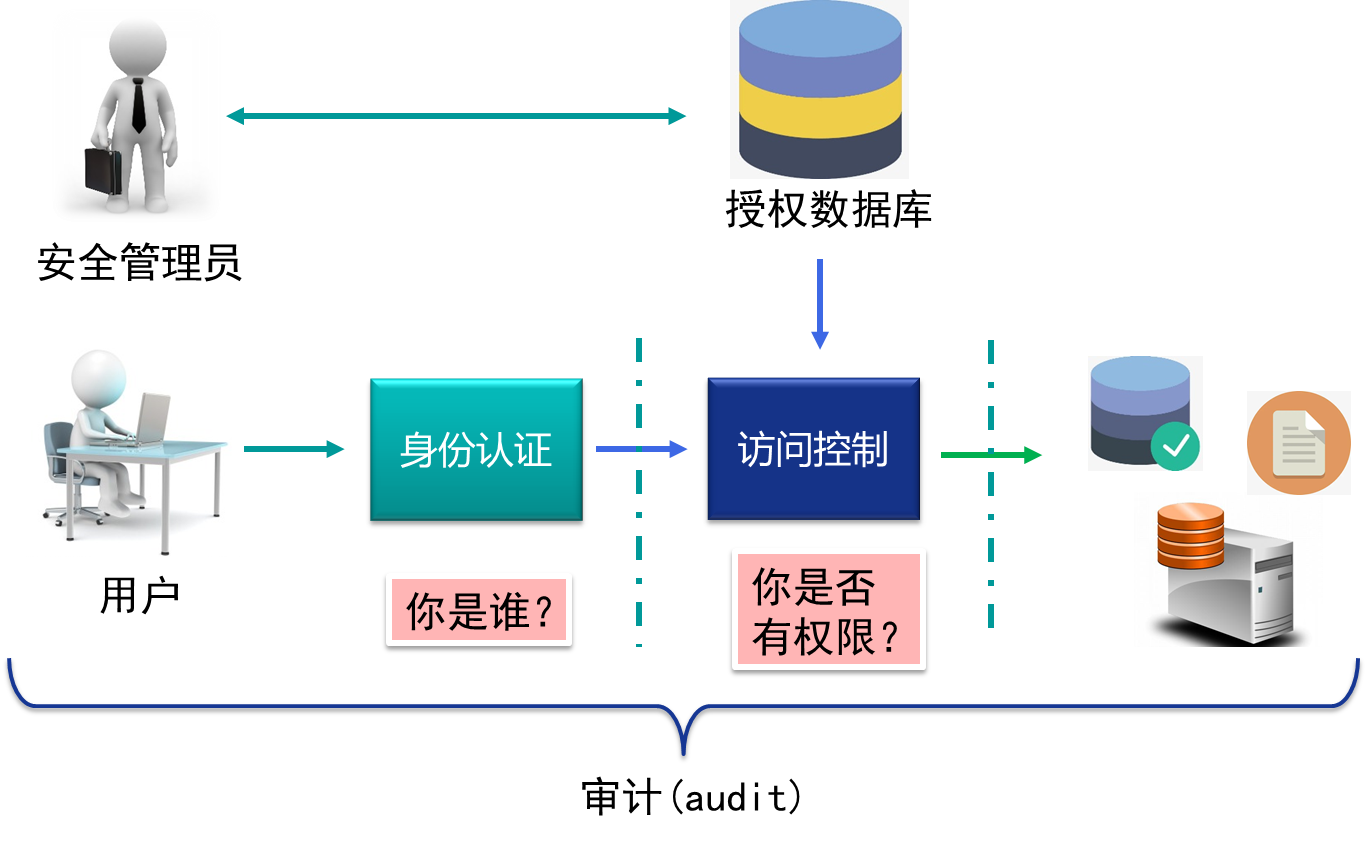 授权数据库
安全管理员
身份认证
访问控制
用户
你是谁？
你是否
有权限？
审计(audit)